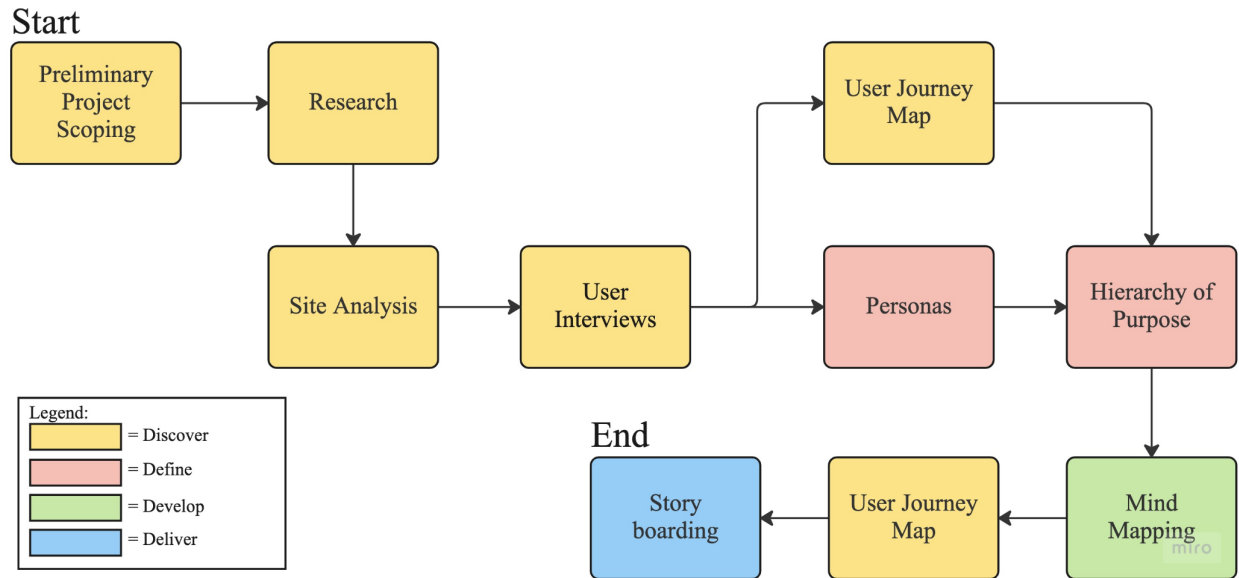 Start
Preliminary
Project
Scoping
Research
User Journey
Map
Site Analysis
User
Interviews
Personas
Hierarchy of
Purpose
Legend:
= Discover
= Define
= Develop
= Deliver
End
Story
boarding
User Journey
Map
Mind
Mapping
miro